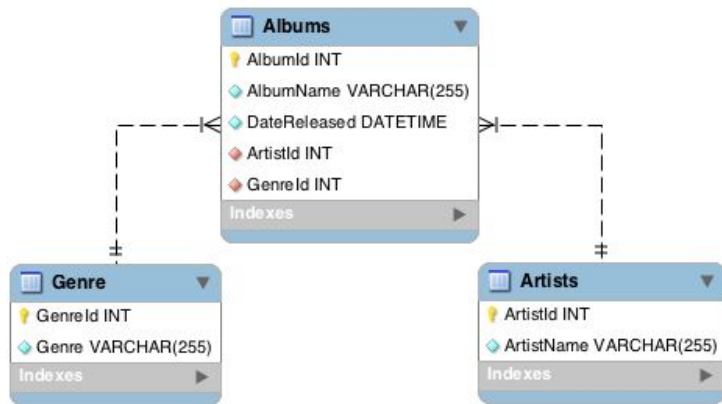 Albums
AlbumId INT
AlbumName VARCHAR(255)
DateReleased DATETIME
ArtistId INT
GenreId INT
Indexes
Genre
GenreId INT
Genre VARCHAR(255)
Indexes
Artists
ArtistId INT
ArtistName VARCHAR(255)
Indexes